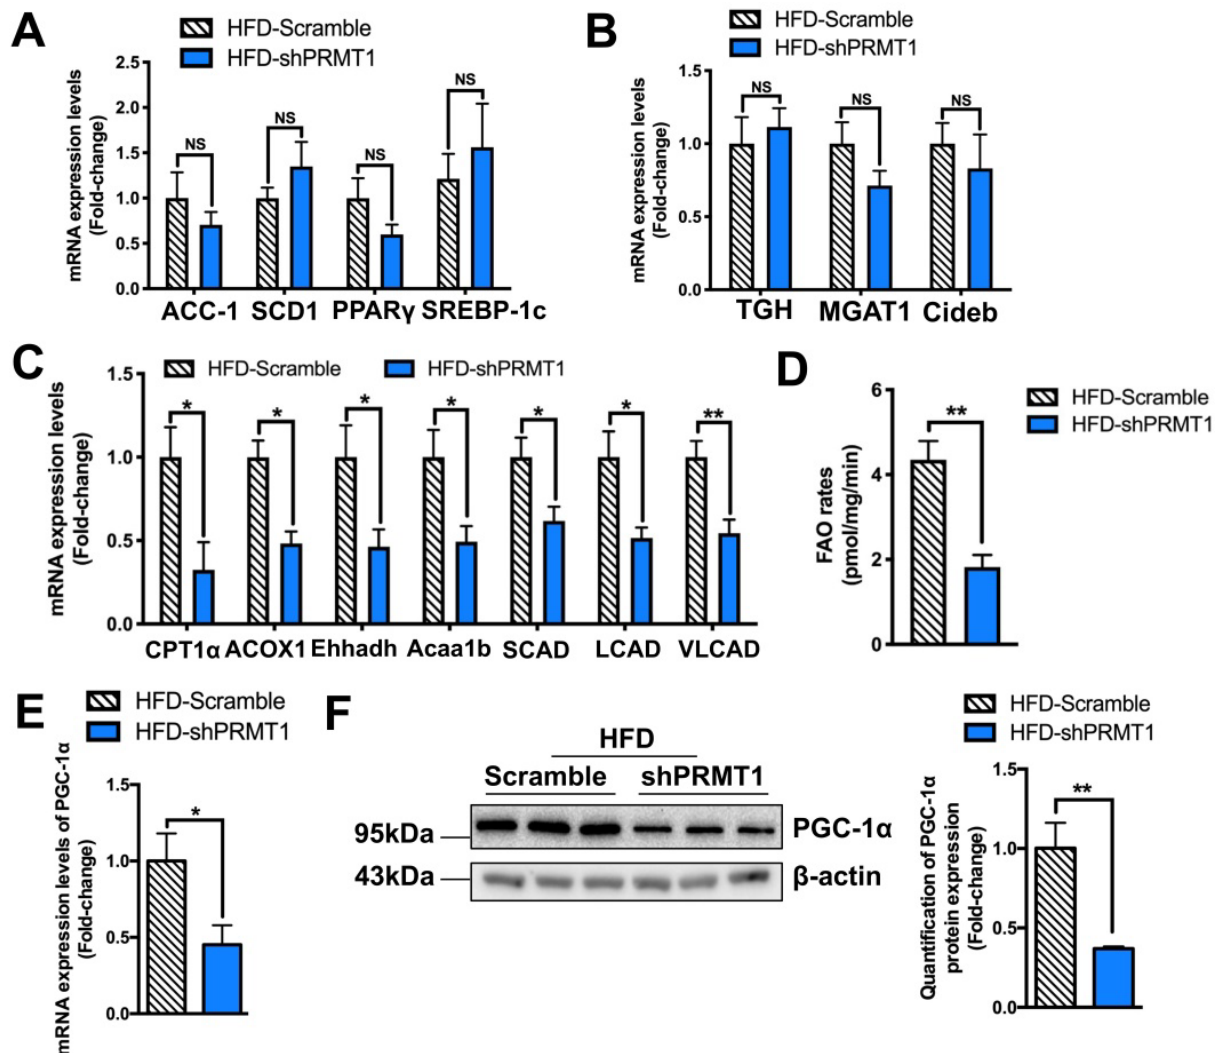 A
HFD-Scramble
HFD-shPRMT1
mRNA expression levels
(Fold-change)
2.5
2.0
1.5
1.0
0.5
0.0
NS
NS
NS
NS
ACC-1 SCD1 PPARγ SREBP-1c
B
HFD-Scramble
HFD-shPRMT1
mRNA expression levels
(Fold-change)
1.5
1.0
0.5
0.0
NS
NS
NS
TGH MGAT1 Cideb
C
HFD-Scramble HFD-shPRMT1
mRNA expression levels
(Fold-change)
1.5
1.0
0.5
0.0
* * * * * * **
CPT1α ACOX1 Ehhadh Acaa1b SCAD LCAD VLCAD
D
HFD-Scramble
HFD-shPRMT1
FAO rates
(pmol/mg/min)
6
4
2
0
**
E
HFD-Scramble
HFD-shPRMT1
mRNA expression levels of PGC-1α
(Fold-change)
1.5
1.0
0.5
0.0
*
F
HFD
Scramble shPRMT1
95kDa PGC-1α
43kDa β-actin
HFD-Scramble
HFD-shPRMT1
Quantification of PGC-1α
protein expression
(Fold-change)
1.5
1.0
0.5
0.0
**